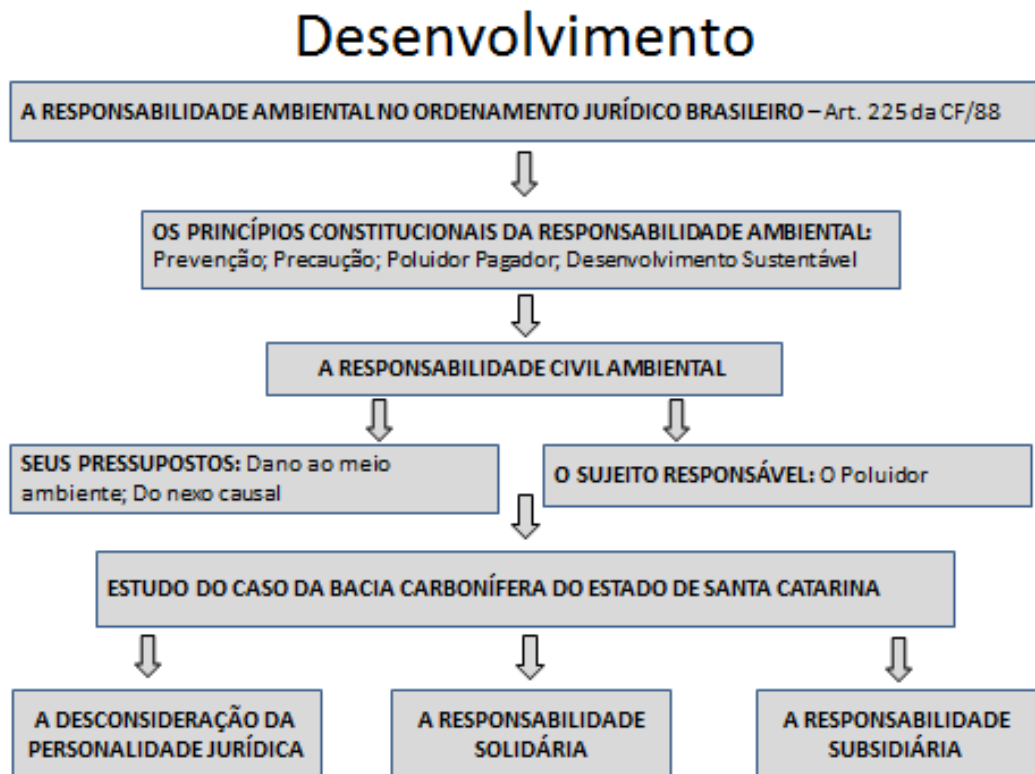 Desenvolvimento
A RESPONSABILIDADE AMBIENTAL NO ORDENAMENTO JURÍDICO BRASILEIRO – Art. 225 da CF/88
OS PRINCÍPIOS CONSTITUCIONAIS DA RESPONSABILIDADE AMBIENTAL:
Prevenção; Precaução; Poluidor Pagador; Desenvolvimento Sustentável
A RESPONSABILIDADE CIVIL AMBIENTAL
SEUS PRESSUPOSTOS: Dano ao meio
ambiente; Do nexo causal
O SUJEITO RESPONSÁVEL: O Poluidor
ESTUDO DO CASO DA BACIA CARBONÍFERA DO ESTADO DE SANTA CATARINA
A DESCONSIDERAÇÃO DA
PERSONALIDADE JURÍDICA
A RESPONSABILIDADE
SOLIDÁRIA
A RESPONSABILIDADE
SUBSIDIÁRIA